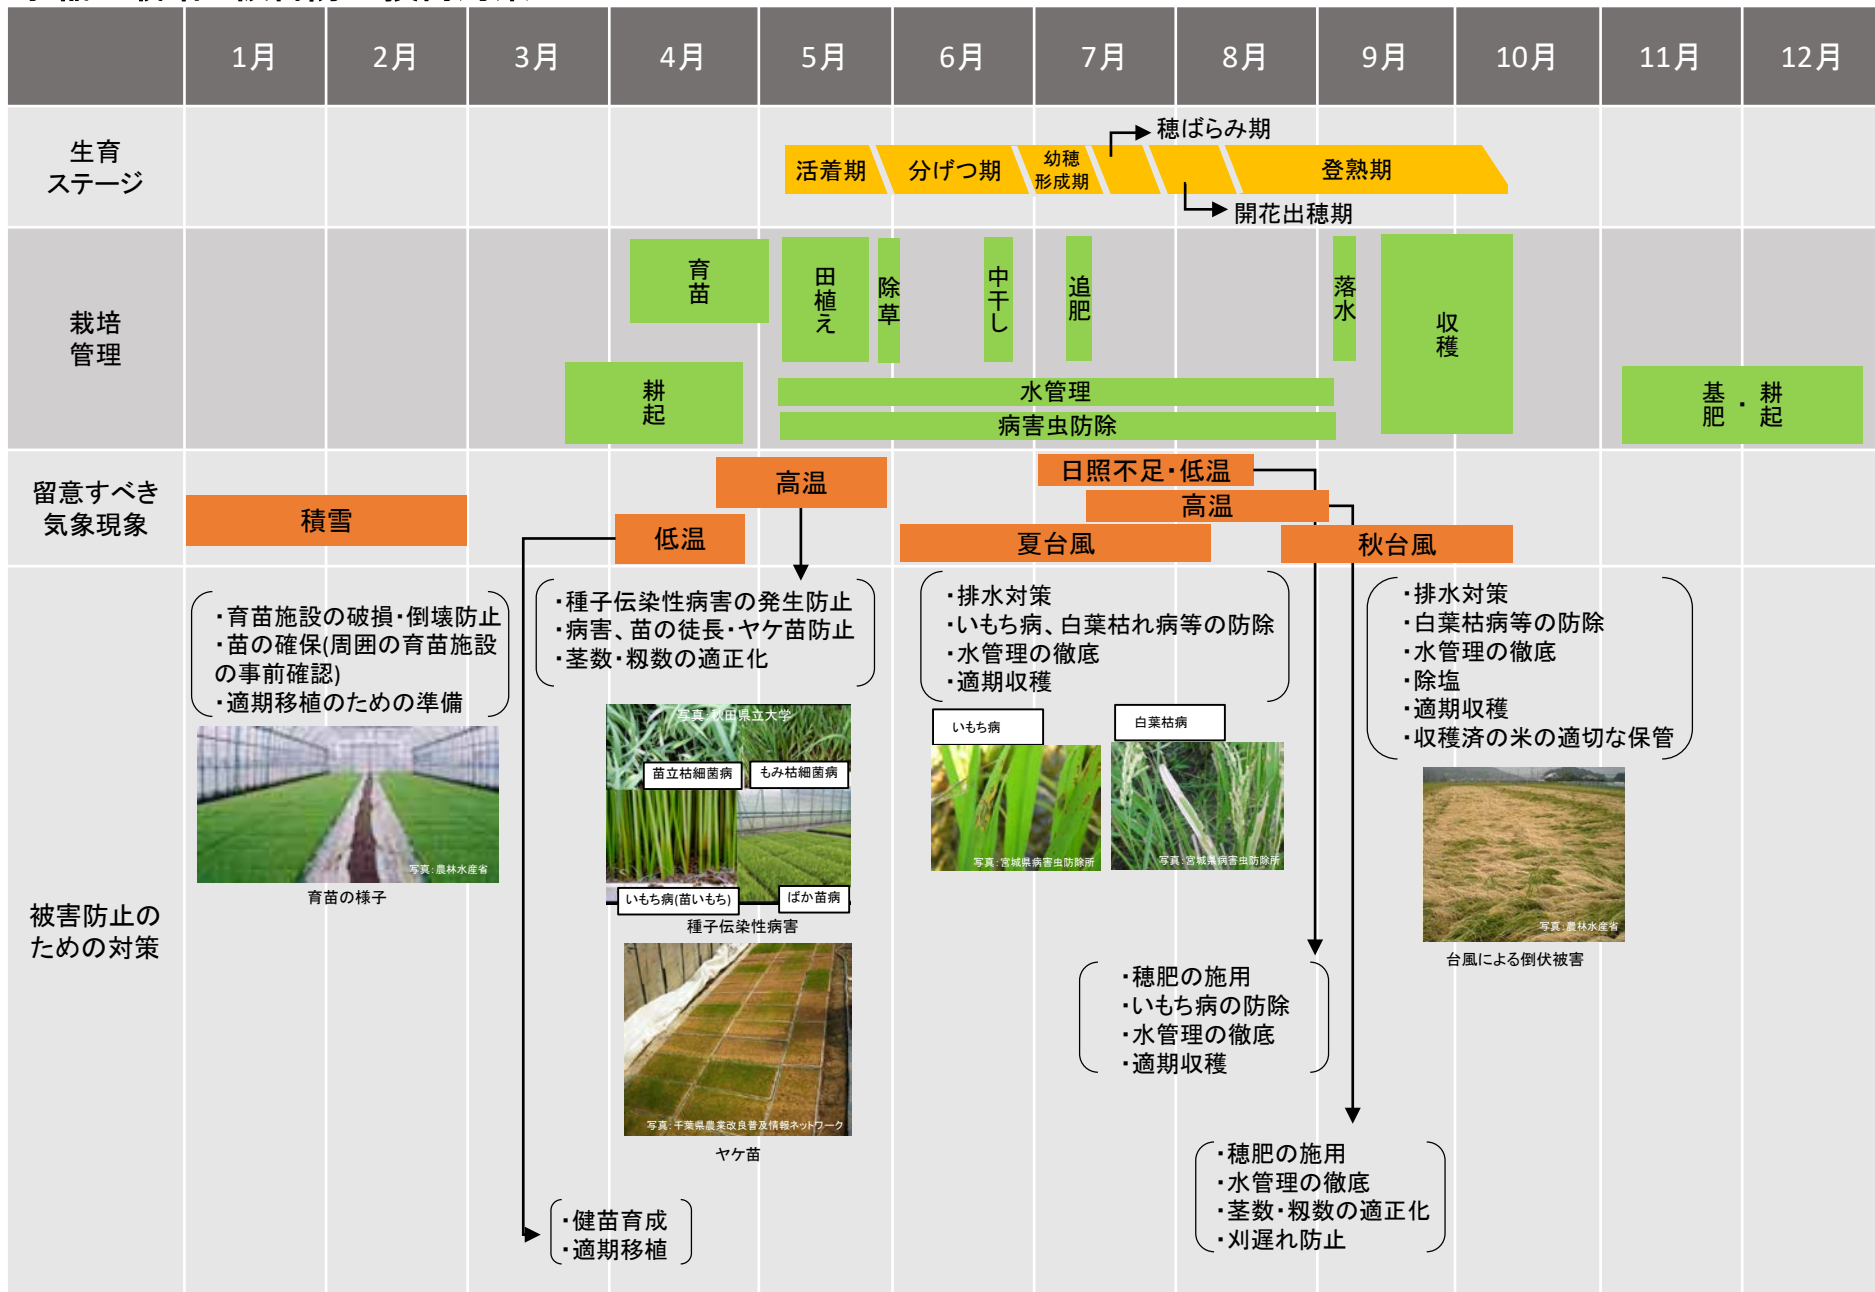 1月
2月
3月
4月
5月
6月
7月
8月
9月
10月
11月
12月
生育
ステージ
活着期
分げつ期
幼穂
形成期
穂ばらみ期
開花出穂期
登熟期
栽培
管理
育苗
田植え
除草
中干し
追肥
落水
収穫
耕起
水管理
病害虫防除
基肥・耕起
留意すべき
気象現象
積雪
低温
高温
日照不足・低温
高温
夏台風
秋台風
被害防止の
ための対策
・育苗施設の破損・倒壊防止
・苗の確保(周囲の育苗施設
の事前確認)
・適期移植のための準備
写真:農林水産省
育苗の様子
・種子伝染性病害の発生防止
・病害、苗の徒長・ヤケ苗防止
・茎数・籾数の適正化
写真:秋田県立大学
苗立枯細菌病
もみ枯細菌病
いもち病(苗いもち)
ばか苗病
種子伝染性病害
写真:千葉県農業改良普及情報ネットワーク
ヤケ苗
・健苗育成
・適期移植
・排水対策
・いもち病、白葉枯れ病等の防除
・水管理の徹底
・適期収穫
いもち病
写真:宮城県病害虫防除所
白葉枯病
写真:宮城県病害虫防除所
・穂肥の施用
・いもち病の防除
・水管理の徹底
・適期収穫
・穂肥の施用
・水管理の徹底
・茎数・籾数の適正化
・刈遅れ防止
・排水対策
・白葉枯病等の防除
・水管理の徹底
・除塩
・適期収穫
・収穫済の米の適切な保管
写真:農林水産省
台風による倒伏被害